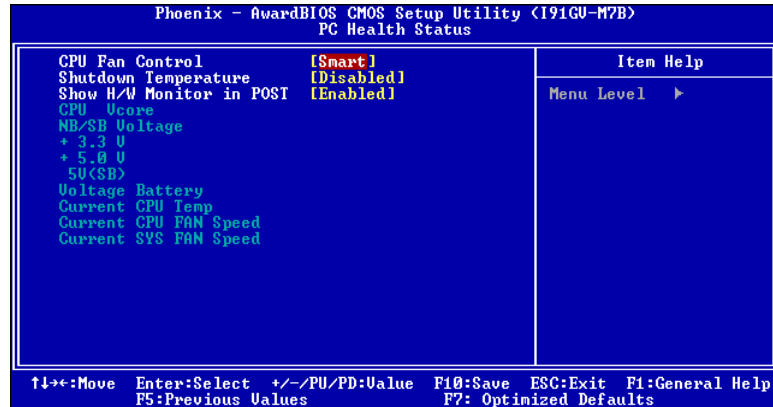 Phoenix - AwardBIOS CMOS Setup Utility (I91GV-M7B)
PC Health Status
CPU Fan Control [Smart]
Shutdown Temperature [Disabled]
Show H/W Monitor in POST [Enabled]
CPU Vcore
NB/SB Voltage
+ 3.3 V
+ 5.0 V
5V(SB)
Voltage Battery
Current CPU Temp
Current CPU FAN Speed
Current SYS FAN Speed
Item Help
Menu Level ►
↑↓→←:Move Enter:Select +/-/PU/PD:Value F10:Save ESC:Exit F1:General Help
F5:Previous Values F7: Optimized Defaults